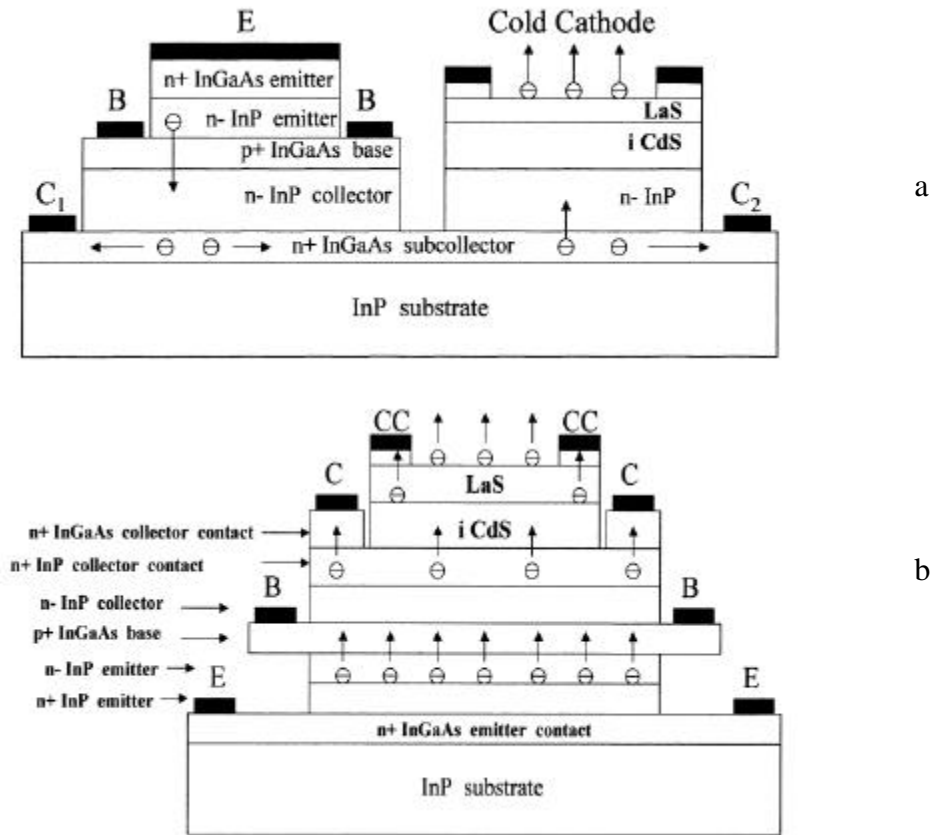 E
Cold Cathode
n+ InGaAs emitter
B
n- InP emitter
B
p+ InGaAs base
n- InP collector
C1
n+ InGaAs subcollector
LaS
i CdS
n- InP
C2
InP substrate
a
CC
CC
C
LaS
C
i CdS
n+ InGaAs collector contact
n+ InP collector contact
B
B
n- InP collector
p+ InGaAs base
n- InP emitter
E
E
n+ InP emitter
n+ InGaAs emitter contact
InP substrate
b